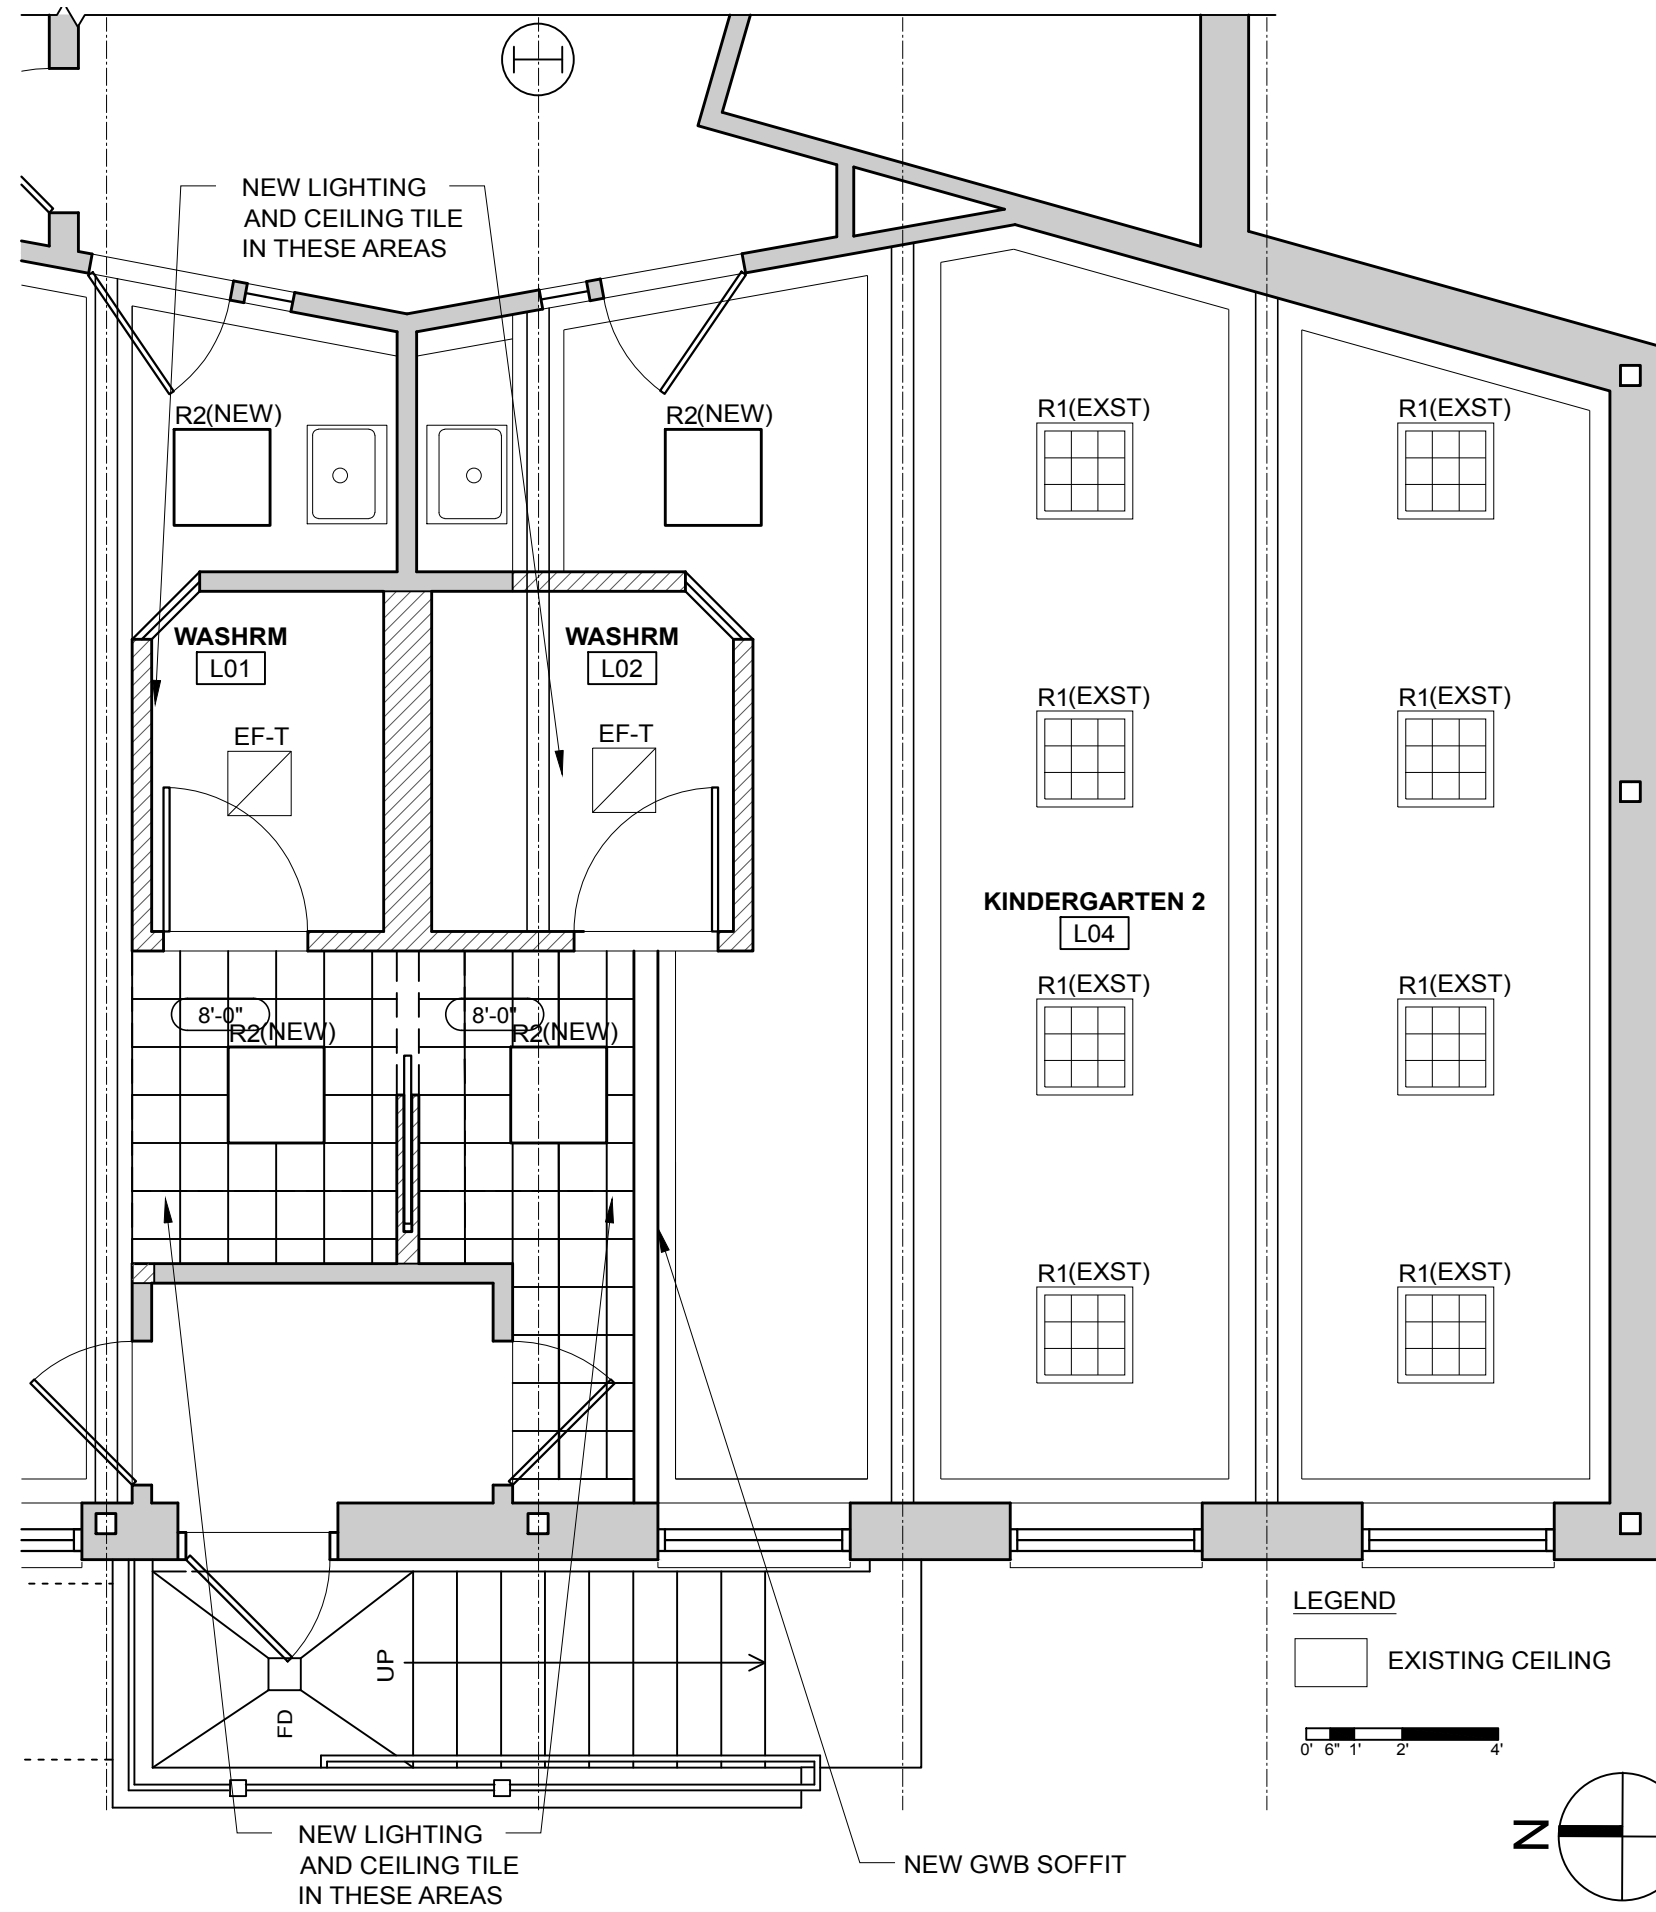 H
NEW LIGHTING
AND CEILING TILE
IN THESE AREAS
R2(NEW)
R2(NEW)
R1(EXST)
R1(EXST)
WASHRM
L01
WASHRM
L02
R1(EXST)
R1(EXST)
EF-T
EF-T
KINDERGARTEN 2
L04
R1(EXST)
R1(EXST)
8'-0"
8'-0"
R2(NEW)
R2(NEW)
R1(EXST)
R1(EXST)
LEGEND
EXISTING CEILING
UP
FD
0' 6" 1' 2' 4'
N
NEW LIGHTING
AND CEILING TILE
IN THESE AREAS
NEW GWB SOFFIT